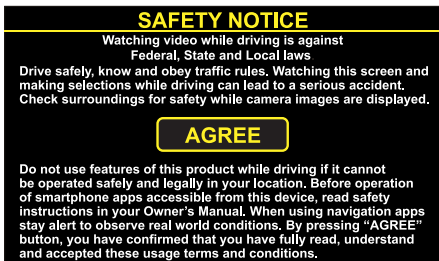 SAFETY NOTICE
Watching video while driving is against
Federal, State and Local laws
Drive safely, know and obey traffic rules. Watching this screen and
making selections while driving can lead to a serious accident.
Check surroundings for safety while camera images are displayed.
AGREE
Do not use features of this product while driving if it cannot
be operated safely and legally in your location. Before operation
of smartphone apps accessible from this device, read safety
instructions in your Owner's Manual. When using navigation apps
stay alert to observe real world conditions. By pressing “AGREE”
button, you have confirmed that you have fully read, understand
and accepted these usage terms and conditions.